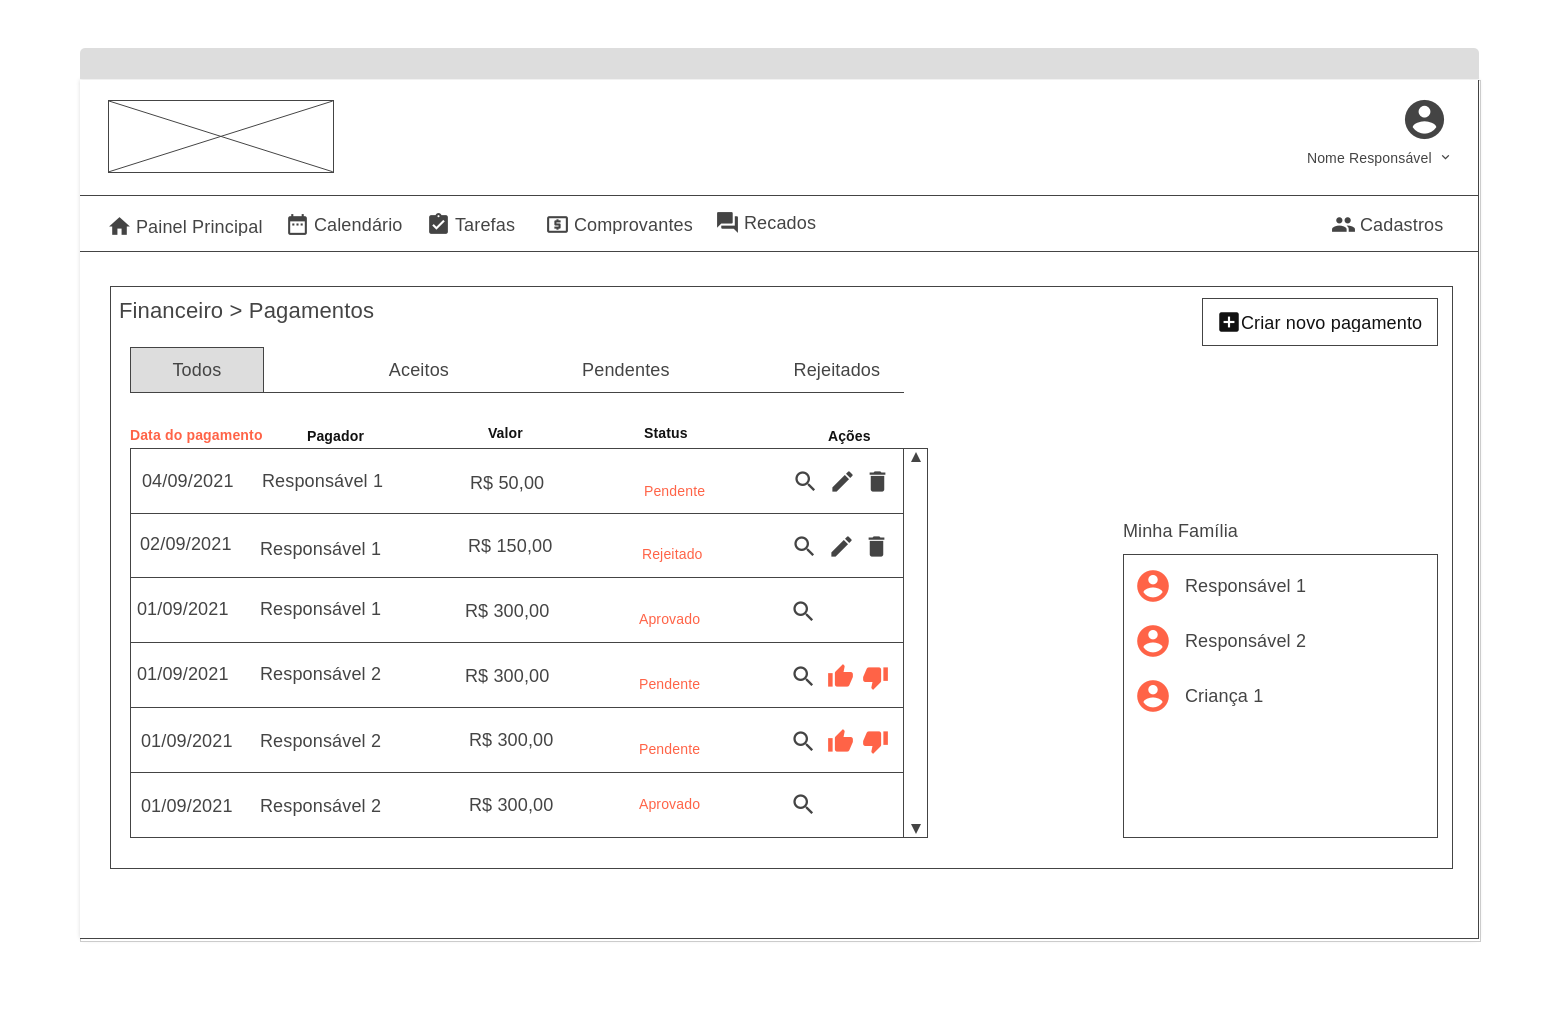 Nome Responsável
Painel Principal Calendário Tarefas Comprovantes Recados Cadastros
Financeiro > Pagamentos
Criar novo pagamento
Todos Aceitos Pendentes Rejeitados
Data do pagamento Pagador Valor Status Ações
04/09/2021 Responsável 1 R$ 50,00 Pendente
02/09/2021 Responsável 1 R$ 150,00 Rejeitado
01/09/2021 Responsável 1 R$ 300,00 Aprovado
01/09/2021 Responsável 2 R$ 300,00 Pendente
01/09/2021 Responsável 2 R$ 300,00 Pendente
01/09/2021 Responsável 2 R$ 300,00 Aprovado
Minha Família
Responsável 1
Responsável 2
Criança 1